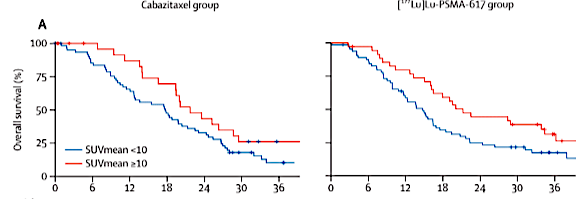 Cabazitaxel group
[¹⁷⁷Lu]Lu-PSMA-617 group
A
Overall survival (%)
100
75
50
25
0
SUVmean <10
SUVmean ≥10
0 6 12 18 24 30 36
0 6 12 18 24 30 36